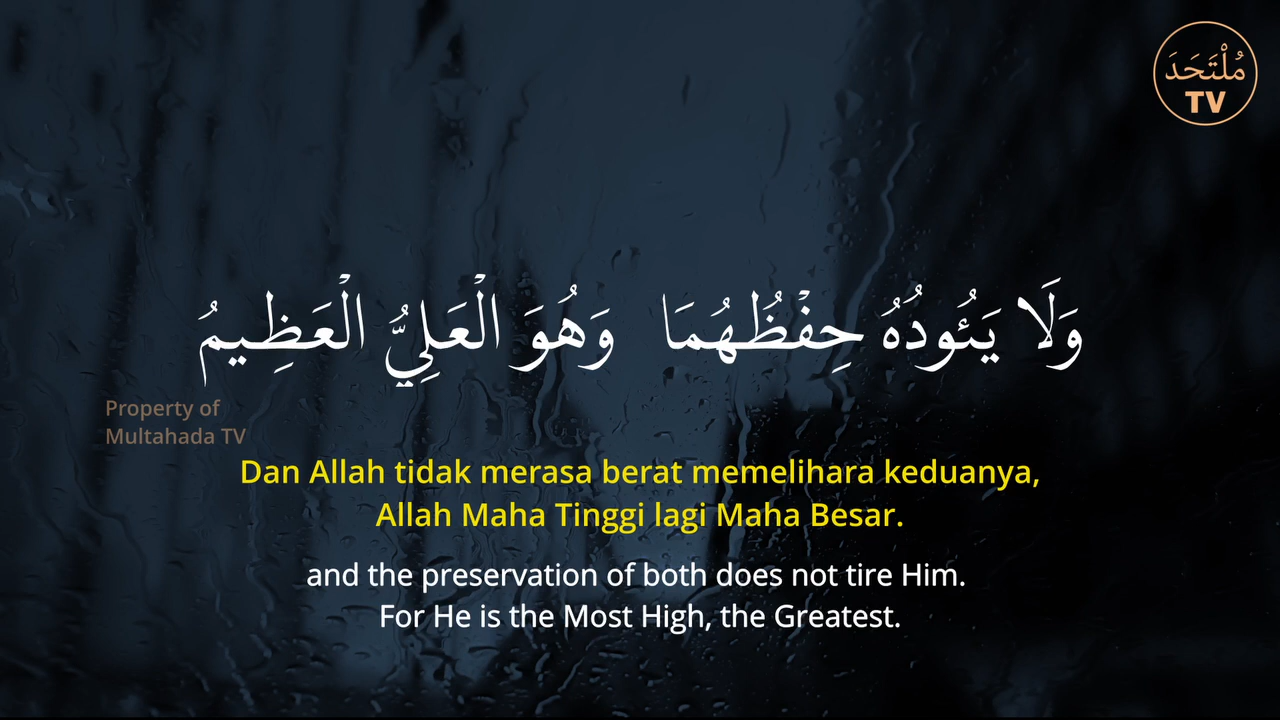 مُلْتَحَدَ
TV
وَلَا يَئُودُهُ حِفْظُهُمَا وَهُوَ الْعَلِيُّ الْعَظِيمُ
Property of
Multahada TV
Dan Allah tidak merasa berat memelihara keduanya,
Allah Maha Tinggi lagi Maha Besar.
and the preservation of both does not tire Him.
For He is the Most High, the Greatest.